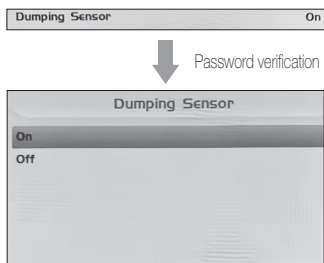 Dumping Sensor On
Password verification
Dumping Sensor
On
Off